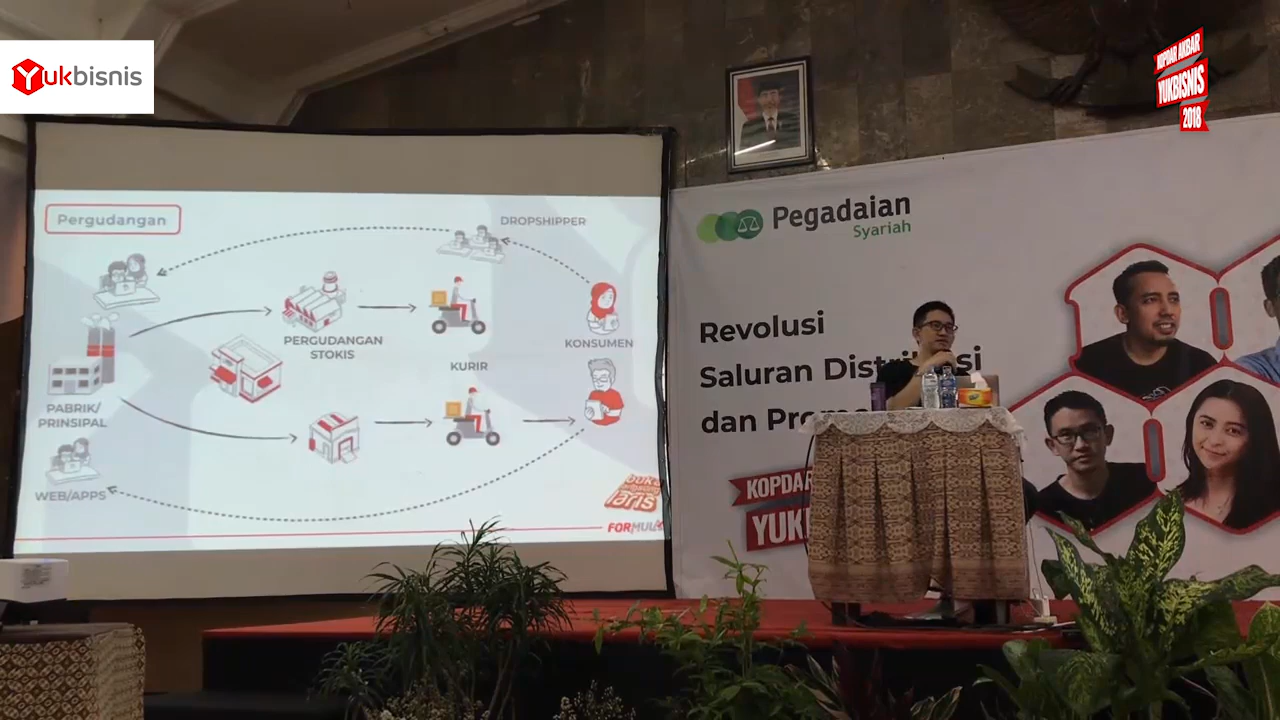 Yukbisnis
KOPDAR AKBAR
YUKBISNIS
2018
Pergudangan
DROPSHIPPER
PERGUDANGAN
STOKIS
KURIR
KONSUMEN
PABRIK/
PRINSIPAL
WEB/APPS
laris
FORMULA
Pegadaian
Syariah
Revolusi
Saluran Distribusi
dan Prom
KOPDAR
YUK